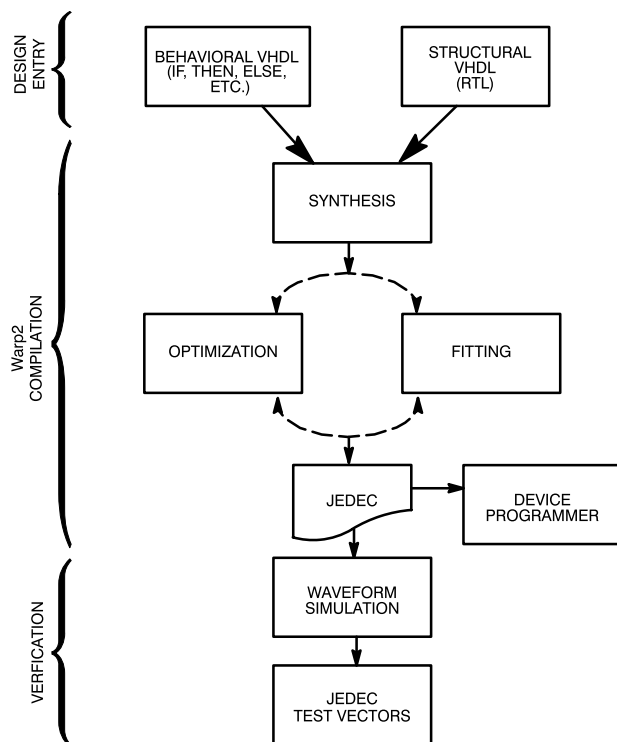 DESIGN
ENTRY
BEHAVIORAL VHDL
(IF, THEN, ELSE,
ETC.)
STRUCTURAL
VHDL
(RTL)
Warp2
COMPILATION
SYNTHESIS
OPTIMIZATION
FITTING
JEDEC
DEVICE
PROGRAMMER
VERFICATION
WAVEFORM
SIMULATION
JEDEC
TEST VECTORS